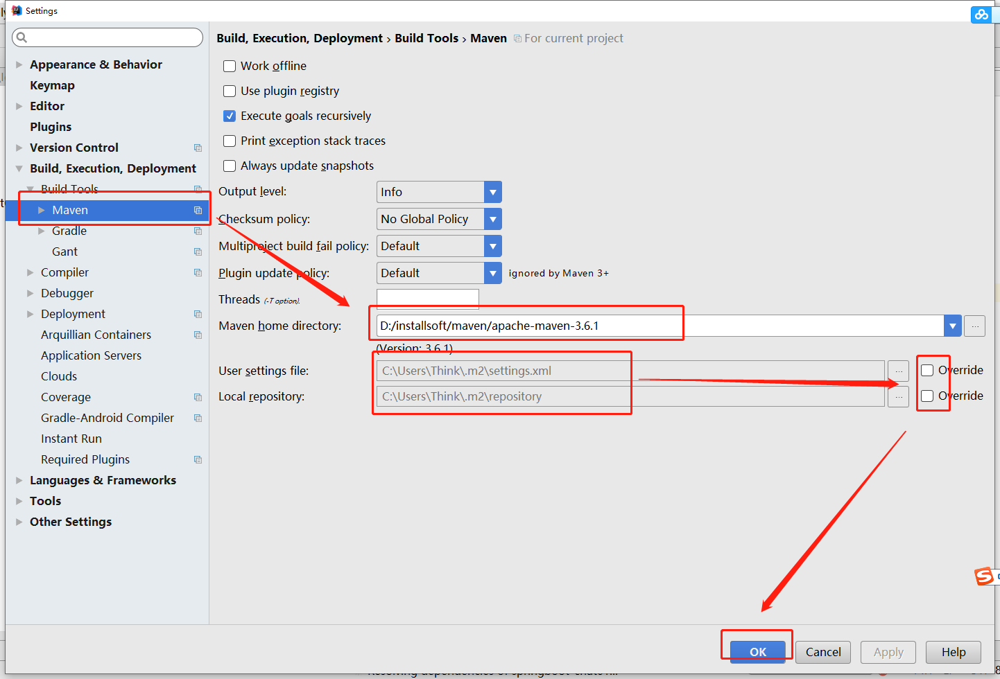 Settings
Build, Execution, Deployment › Build Tools › Maven For current project
Appearance & Behavior
Keymap
Editor
Plugins
Version Control
Build, Execution, Deployment
Build Tools
Maven
Gradle
Gant
Compiler
Debugger
Deployment
Arquillian Containers
Application Servers
Clouds
Coverage
Gradle-Android Compiler
Instant Run
Required Plugins
Languages & Frameworks
Tools
Other Settings
Work offline
Use plugin registry
Execute goals recursively
Print exception stack traces
Always update snapshots
Output level: Info
Checksum policy: No Global Policy
Multiproject build fail policy: Default
Plugin update policy: Default ignored by Maven 3+
Threads (-T option).
Maven home directory: D:/installsoft/maven/apache-maven-3.6.1 ...
(Version: 3.6.1)
User settings file: C:\Users\Think\.m2\settings.xml ... Override
Local repository: C:\Users\Think\.m2\repository ... Override
OK Cancel Apply Help